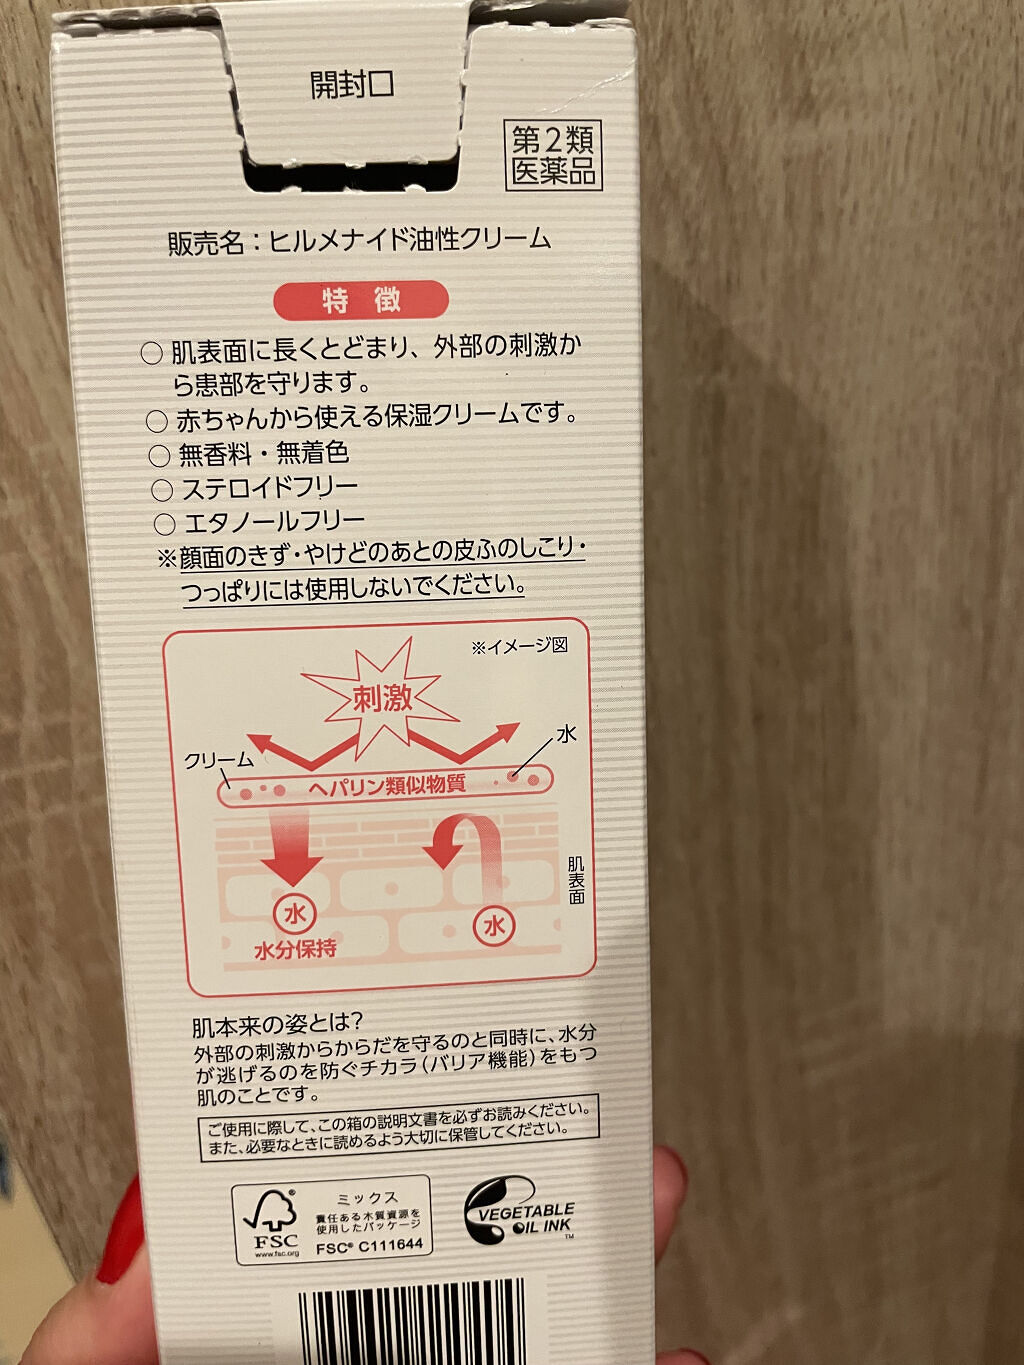 開封口
第2類
医薬品
販売名：ヒルメナイド油性クリーム
特徴
○ 肌表面に長くとどまり、外部の刺激か
ら患部を守ります。
○ 赤ちゃんから使える保湿クリームです。
○ 無香料・無着色
○ ステロイドフリー
○ エタノールフリー
※顔面のきず・やけどのあとの皮ふのしこり・
つっぱりには使用しないでください。
※イメージ図
刺激
水
クリーム
ヘパリン類似物質
肌表面
水
水
水分保持
肌本来の姿とは?
外部の刺激からからだを守るのと同時に、水分
が逃げるのを防ぐチカラ（バリア機能）をもつ
肌のことです。
ご使用に際して、この箱の説明文書を必ずお読みください。
また、必要なときに読めるよう大切に保管してください。
ミックス
責任ある木質資源を
使用したパッケージ
FSC® C111644
®
FSC
www.fsc.org
VEGETABLE
OIL INK
™